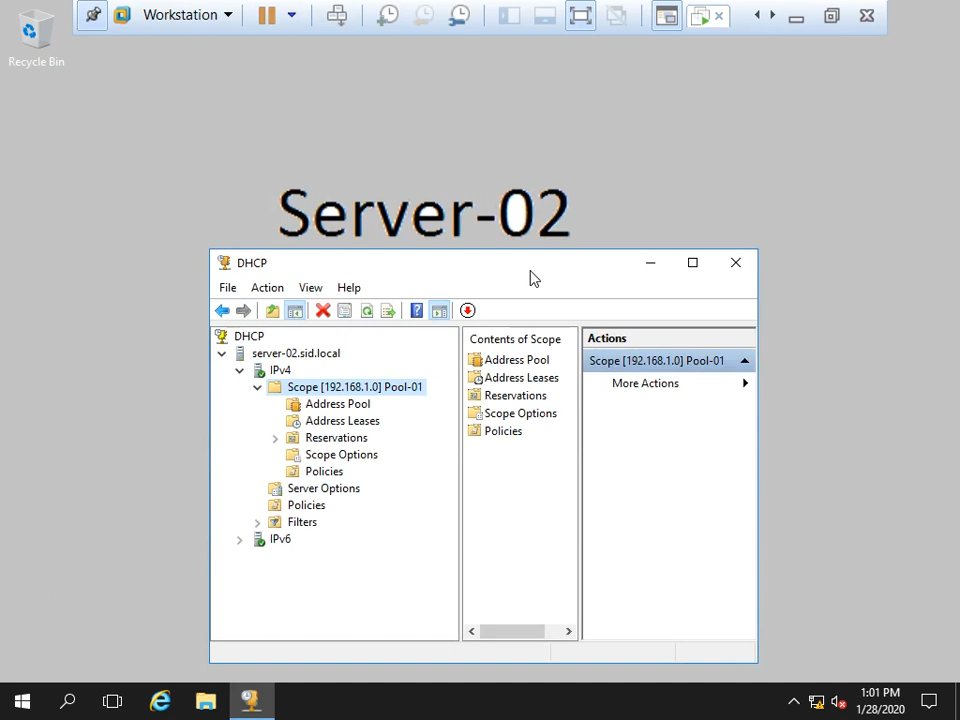 Workstation
Recycle Bin
Server-02
DHCP
File Action View Help
DHCP
server-02.sid.local
IPv4
Scope [192.168.1.0] Pool-01
Address Pool
Address Leases
Reservations
Scope Options
Policies
Server Options
Policies
Filters
IPv6
Contents of Scope
Address Pool
Address Leases
Reservations
Scope Options
Policies
Actions
Scope [192.168.1.0] Pool-01
More Actions
1:01 PM
1/28/2020